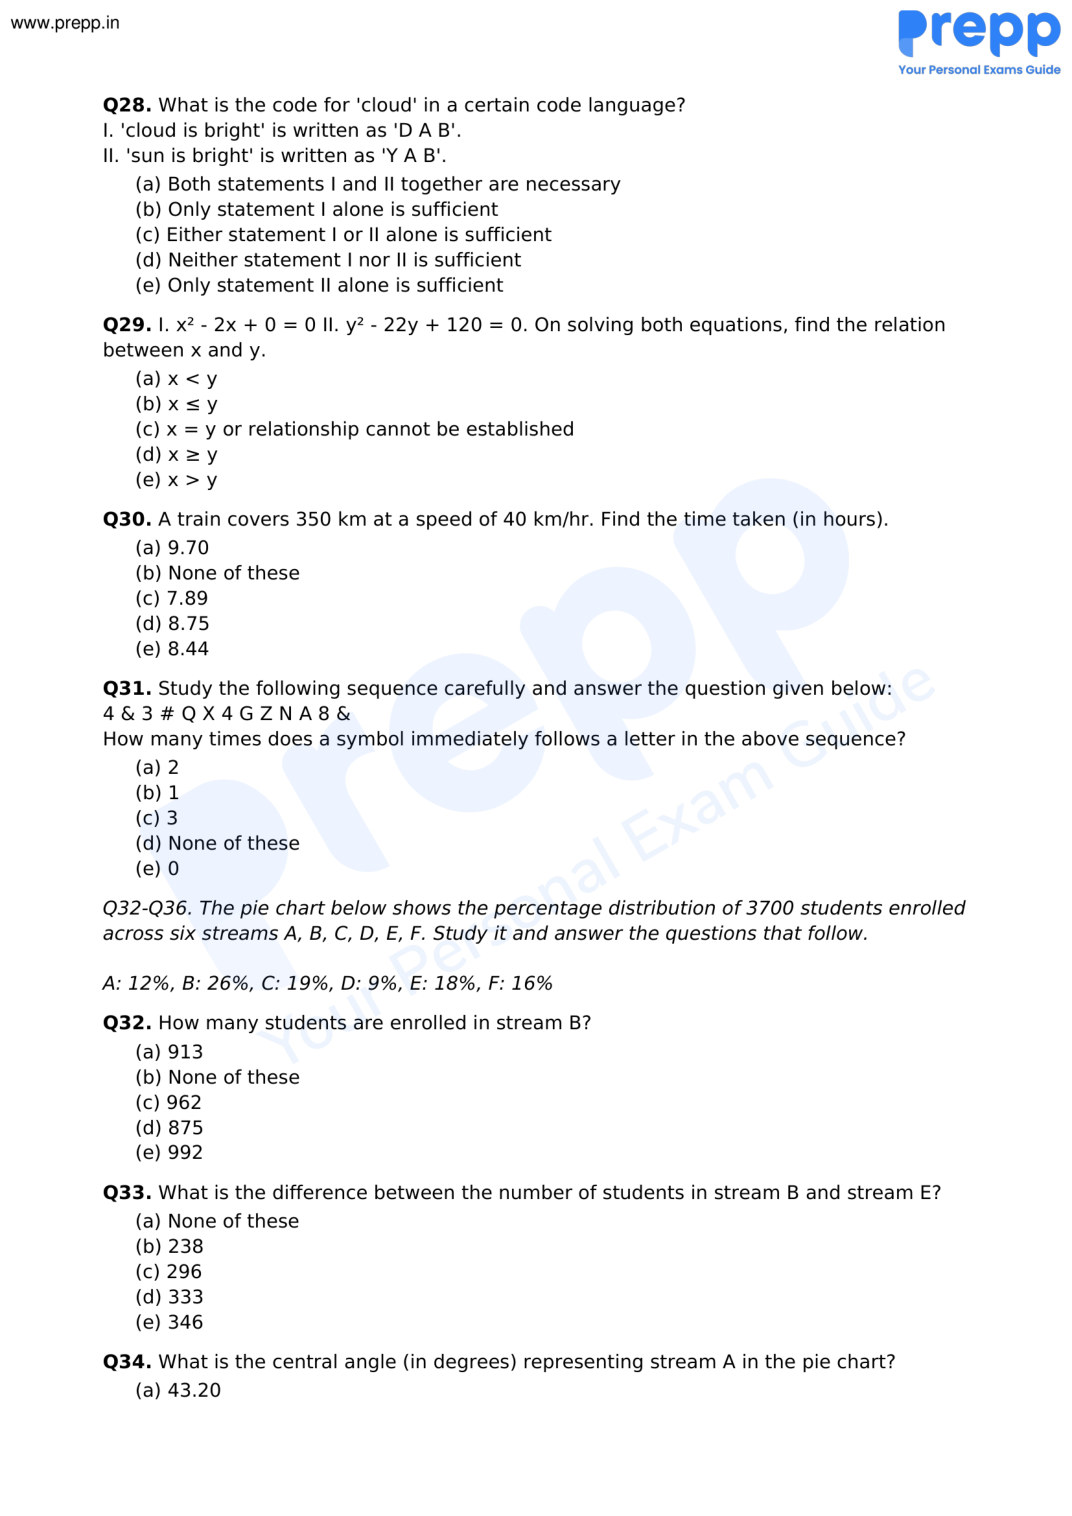 www.prepp.in
Prepp
Your Personal Exams Guide
Q28. What is the code for 'cloud' in a certain code language?
I. 'cloud is bright' is written as 'D A B'.
II. 'sun is bright' is written as 'Y A B'.
(a) Both statements I and II together are necessary
(b) Only statement I alone is sufficient
(c) Either statement I or II alone is sufficient
(d) Neither statement I nor II is sufficient
(e) Only statement II alone is sufficient
Q29. I. x² - 2x + 0 = 0 II. y² - 22y + 120 = 0. On solving both equations, find the relation
between x and y.
(a) x < y
(b) x ≤ y
(c) x = y or relationship cannot be established
(d) x ≥ y
(e) x > y
Q30. A train covers 350 km at a speed of 40 km/hr. Find the time taken (in hours).
(a) 9.70
(b) None of these
(c) 7.89
(d) 8.75
(e) 8.44
Q31. Study the following sequence carefully and answer the question given below:
4 & 3 # Q X 4 G Z N A 8 &
How many times does a symbol immediately follows a letter in the above sequence?
(a) 2
(b) 1
(c) 3
(d) None of these
(e) 0
Q32-Q36. The pie chart below shows the percentage distribution of 3700 students enrolled
across six streams A, B, C, D, E, F. Study it and answer the questions that follow.
A: 12%, B: 26%, C: 19%, D: 9%, E: 18%, F: 16%
Q32. How many students are enrolled in stream B?
(a) 913
(b) None of these
(c) 962
(d) 875
(e) 992
Q33. What is the difference between the number of students in stream B and stream E?
(a) None of these
(b) 238
(c) 296
(d) 333
(e) 346
Q34. What is the central angle (in degrees) representing stream A in the pie chart?
(a) 43.20
prepp
Your Personal Exam Guide